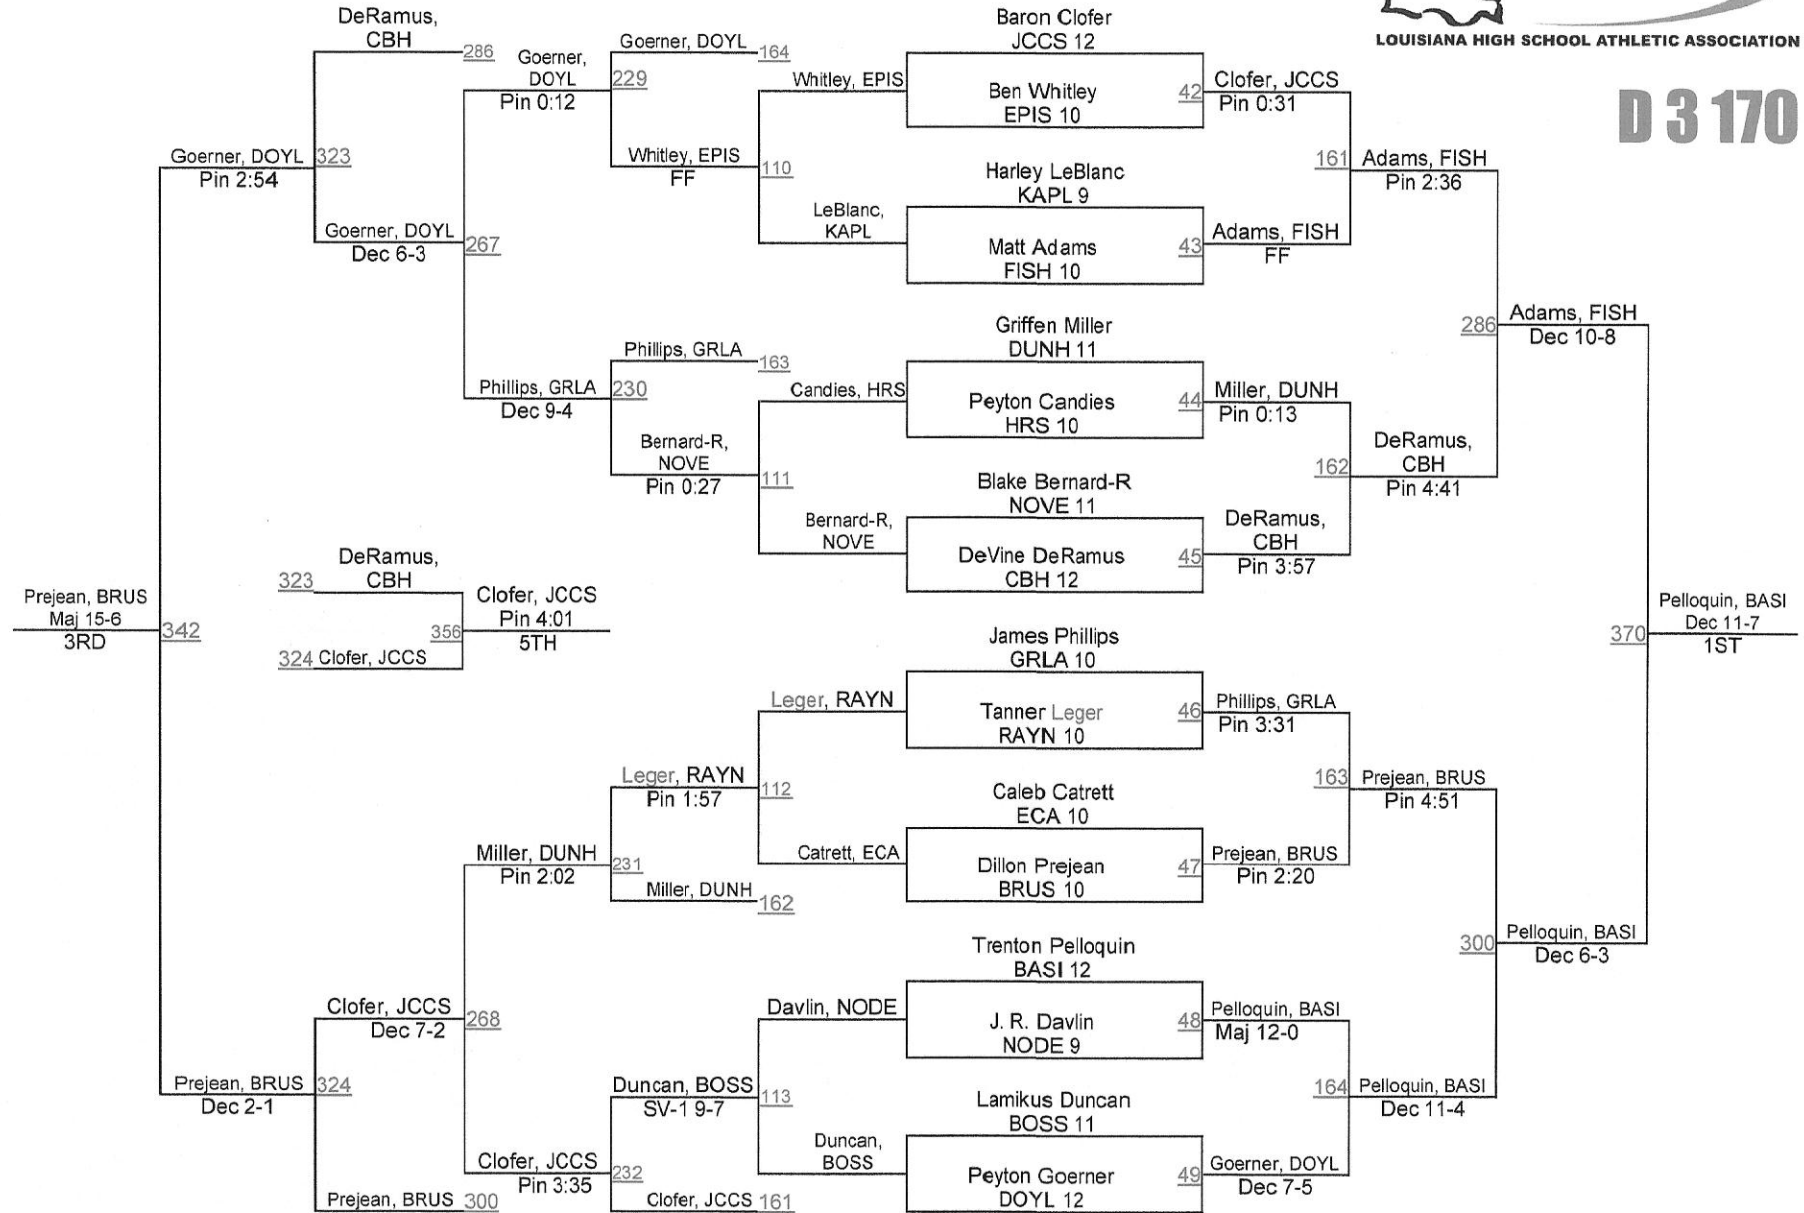 LOUISIANA HIGH SCHOOL ATHLETIC ASSOCIATION
D 3 170
DeRamus,
CBH
286
Goerner, DOYL
323
Pin 2:54
Goerner, DOYL
267
Dec 6-3
Goerner,
DOYL
229
Pin 0:12
Goerner, DOYL
164
Whitley, EPIS
110
FF
Whitley, EPIS
LeBlanc,
KAPL
Phillips, GRLA
230
Dec 9-4
Phillips, GRLA
163
Bernard-R,
NOVE
111
Pin 0:27
Candies, HRS
Bernard-R,
NOVE
Prejean, BRUS
Maj 15-6
342
3RD
DeRamus,
CBH
323
Clofer, JCCS
Pin 4:01
356
5TH
324 Clofer, JCCS
Leger, RAYN
Leger, RAYN
112
Pin 1:57
Catrett, ECA
Miller, DUNH
231
Pin 2:02
Miller, DUNH
162
Clofer, JCCS
268
Dec 7-2
Prejean, BRUS
324
Dec 2-1
Davlin, NODE
Duncan, BOSS
113
SV-1 9-7
Duncan,
BOSS
Clofer, JCCS
232
Pin 3:35
Clofer, JCCS 161
Prejean, BRUS 300
Baron Clofer
JCCS 12
Ben Whitley
EPIS 10
42
Clofer, JCCS
Pin 0:31
Harley LeBlanc
KAPL 9
Matt Adams
FISH 10
43
Adams, FISH
FF
161
Adams, FISH
Pin 2:36
Griffen Miller
DUNH 11
Peyton Candies
HRS 10
44
Miller, DUNH
Pin 0:13
Blake Bernard-R
NOVE 11
DeVine DeRamus
CBH 12
45
DeRamus,
CBH
Pin 3:57
162
DeRamus,
CBH
Pin 4:41
286
Adams, FISH
Dec 10-8
James Phillips
GRLA 10
Tanner Leger
RAYN 10
46
Phillips, GRLA
Pin 3:31
Caleb Catrett
ECA 10
Dillon Prejean
BRUS 10
47
Prejean, BRUS
Pin 2:20
163
Prejean, BRUS
Pin 4:51
Trenton Pelloquin
BASI 12
J. R. Davlin
NODE 9
48
Pelloquin, BASI
Maj 12-0
Lamikus Duncan
BOSS 11
Peyton Goerner
DOYL 12
49
Goerner, DOYL
Dec 7-5
164
Pelloquin, BASI
Dec 11-4
300
Pelloquin, BASI
Dec 6-3
370
Pelloquin, BASI
Dec 11-7
1ST